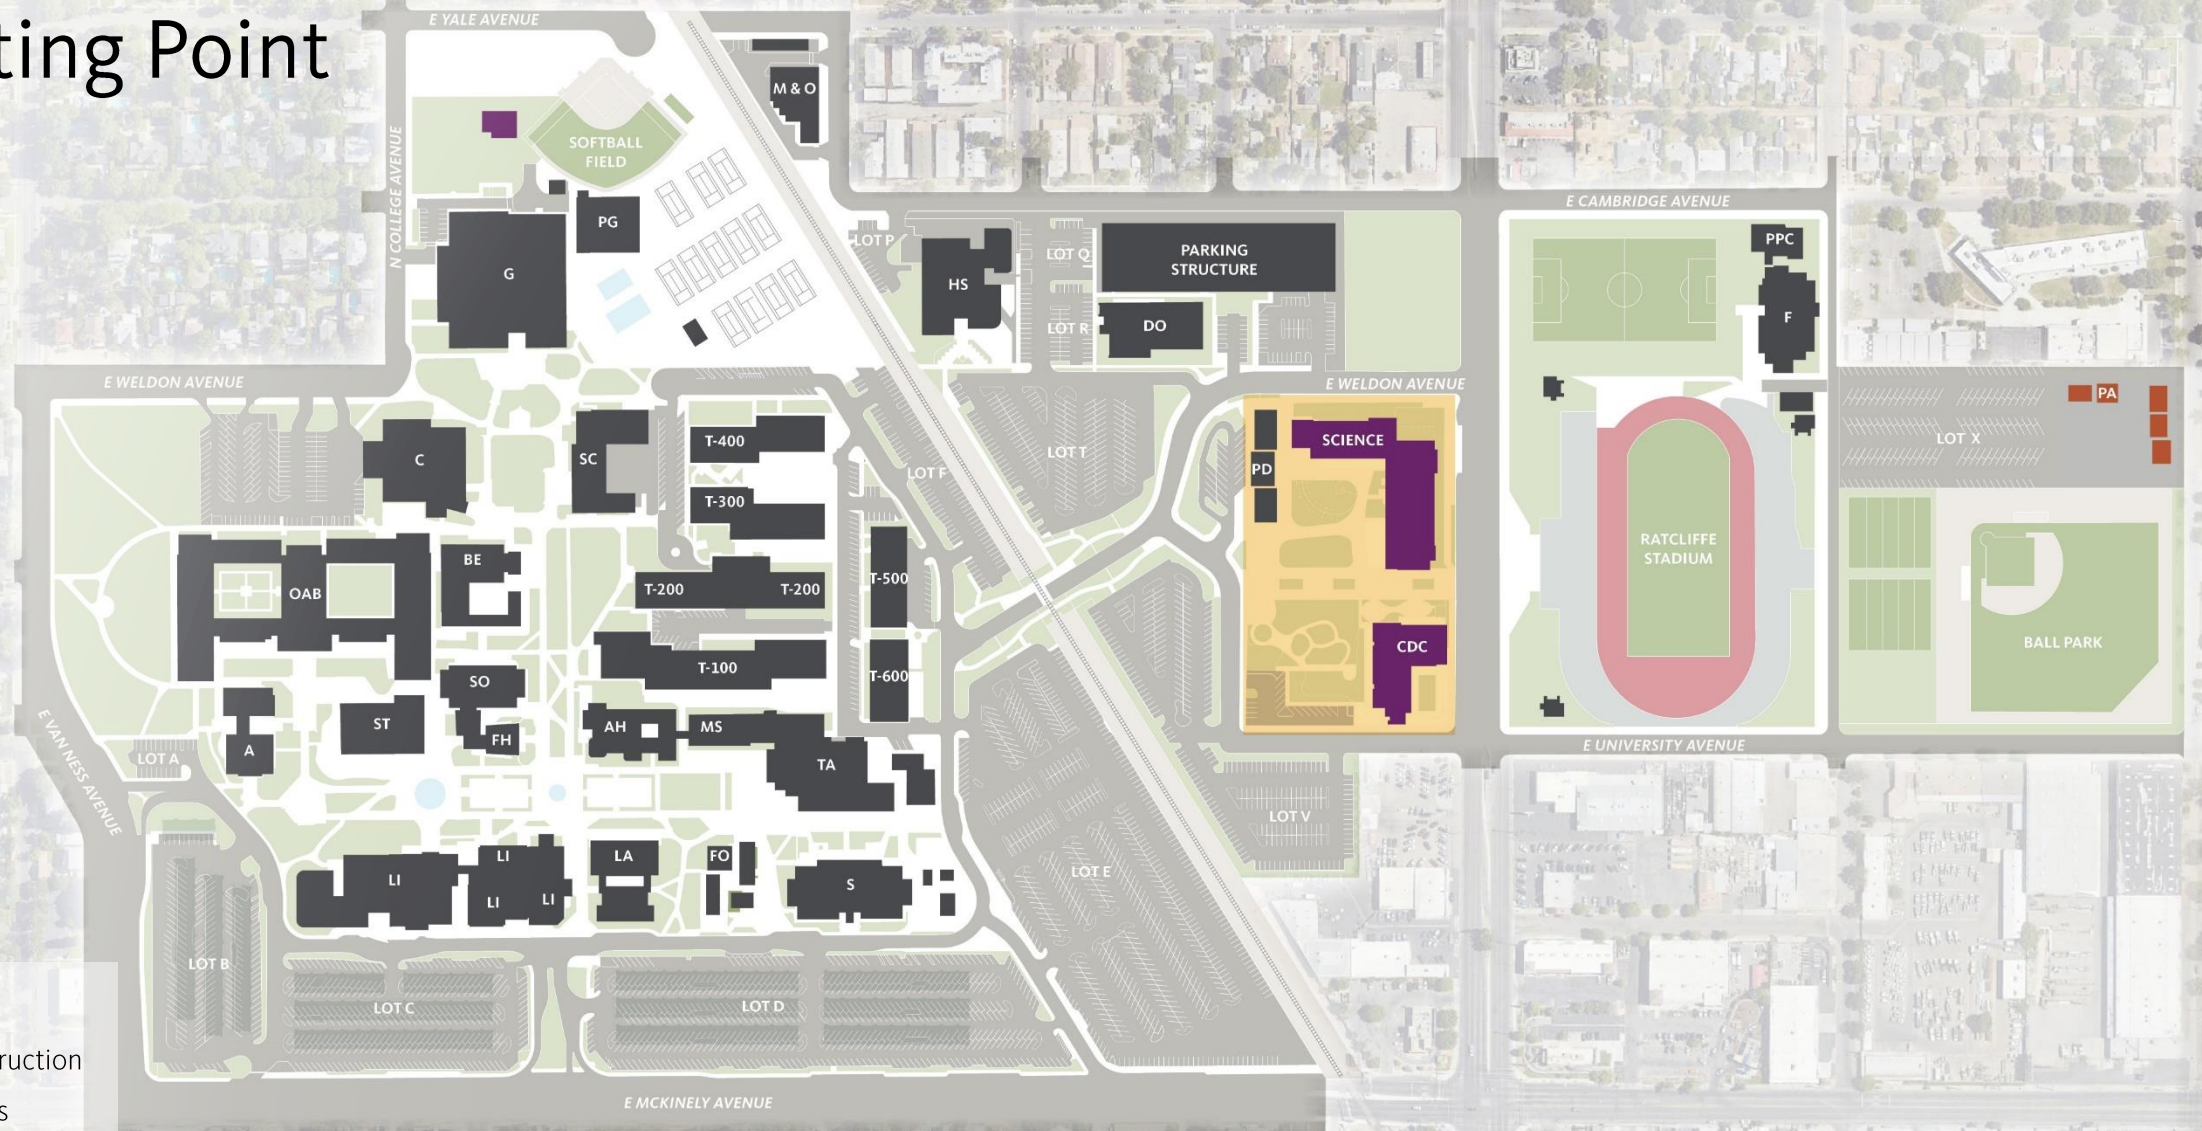 ting Point
E YALE AVENUE
N COLLEGE AVENUE
M & O
SOFTBALL
FIELD
PG
G
LOT P
HS
LOT Q
LOT R
PARKING
STRUCTURE
DO
E CAMBRIDGE AVENUE
PPC
F
E WELDON AVENUE
E WELDON AVENUE
PA
LOT X
C
SC
T-400
T-300
LOT F
LOT T
PD
SCIENCE
RATCLIFFE
STADIUM
OAB
BE
T-200
T-200
T-500
T-100
T-600
CDC
BALL PARK
SO
ST
FH
AH
MS
TA
A
LOT A
E VAN NESS AVENUE
E UNIVERSITY AVENUE
LOT V
LI
LI
LI
LI
LA
FO
S
LOT E
LOT B
LOT C
LOT D
ruction
s
E MCKINELY AVENUE